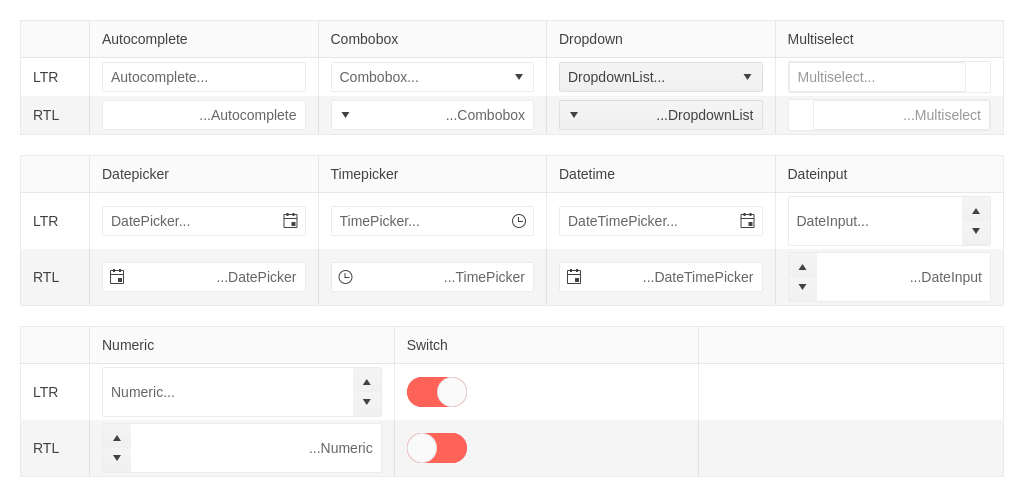 Autocomplete Combobox Dropdown Multiselect
LTR Autocomplete... Combobox... DropdownList... Multiselect...
RTL ...Autocomplete ...Combobox ...DropdownList ...Multiselect
Datepicker Timepicker Datetime Dateinput
LTR DatePicker... TimePicker... DateTimePicker... DateInput...
RTL ...DatePicker ...TimePicker ...DateTimePicker ...DateInput
Numeric Switch
LTR Numeric...
RTL ...Numeric